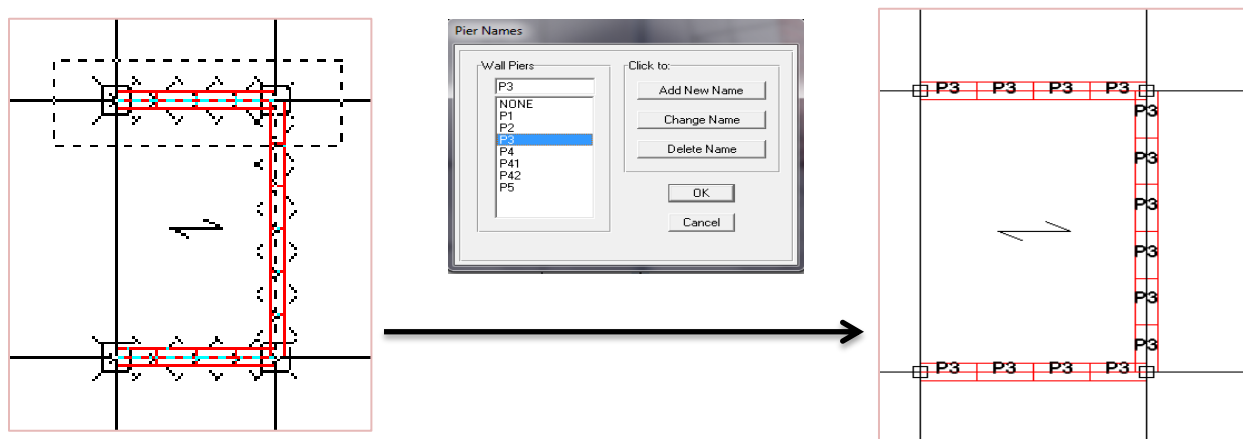 Pier Names
Wall Piers
P3
NONE
P1
P2
P3
P4
P41
P42
P5
Click to:
Add New Name
Change Name
Delete Name
OK
Cancel
P3 P3 P3 P3
P3
P3
P3
P3
P3
P3
P3 P3 P3 P3